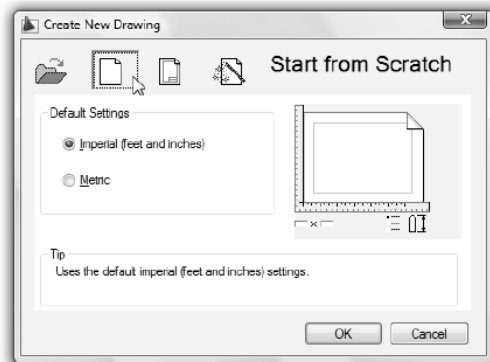 Create New Drawing
Start from Scratch
Default Settings
Imperial (feet and inches)
Metric
Tip
Uses the default imperial (feet and inches) settings.
OK
Cancel